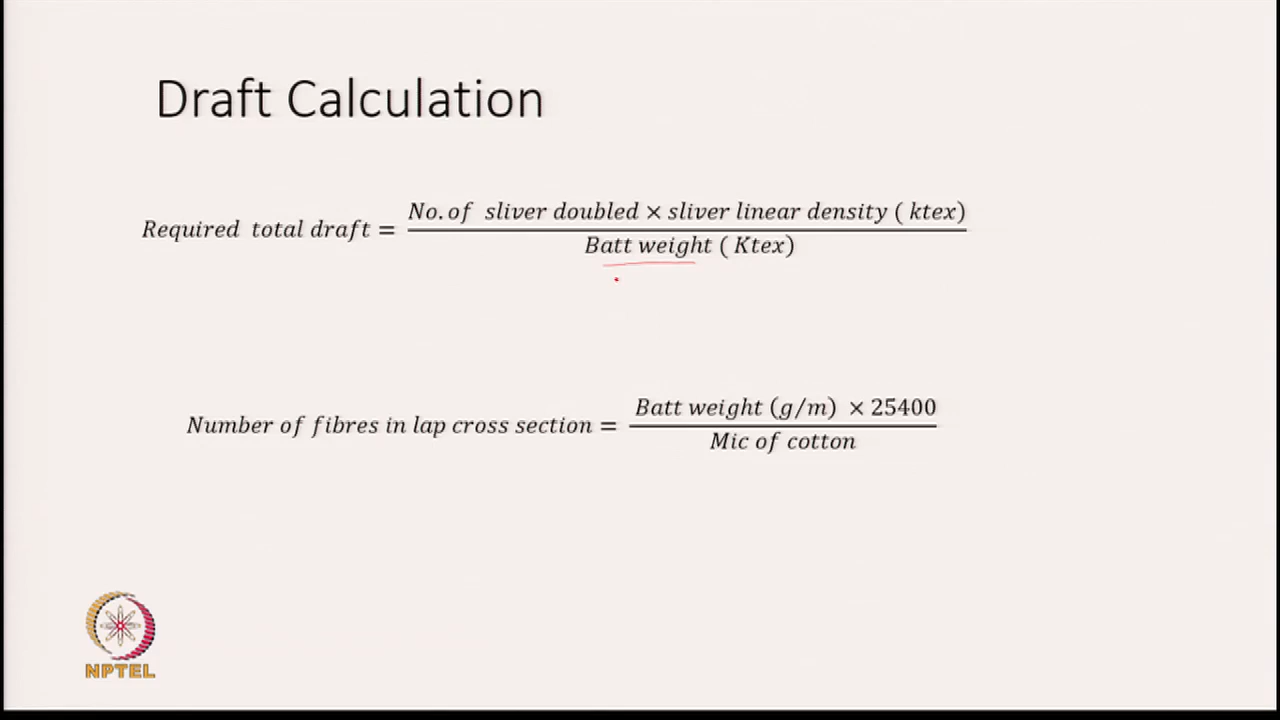 Draft Calculation
Required total draft = No. of sliver doubled × sliver linear density ( ktex) / Batt weight ( Ktex)
Number of fibres in lap cross section = Batt weight (g/m) × 25400 / Mic of cotton
NPTEL